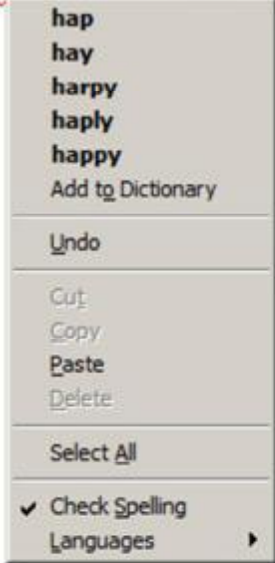 hap
hay
harpy
haply
happy
Add to Dictionary
Undo
Cut
Copy
Paste
Delete
Select All
Check Spelling
Languages